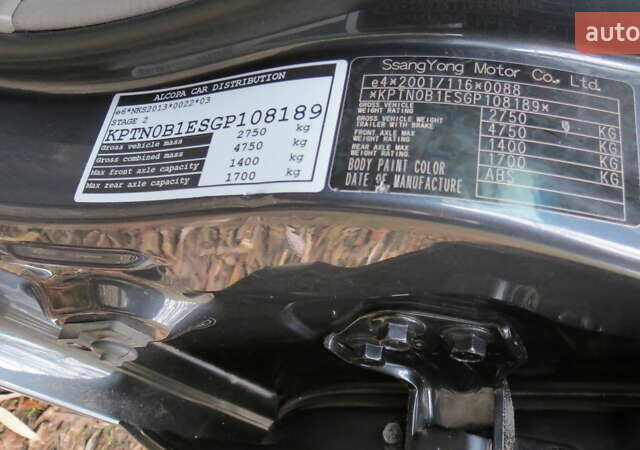 ALCOPA CAR DISTRIBUTION
e6*NKS2013*0022*03
STAGE 2
KPTN0B1ESGP108189
Gross vehicle mass 2750 kg
Gross combined mass 4750 kg
Max front axle capacity 1400 kg
Max rear axle capacity 1700 kg
SsangYong Motor Co., Ltd.
e4*2001/116*0088
*KPTN0B1ESGP108189*
GROSS VEHICLE WEIGHT RATING 2750 KG
GROSS VEHICLE WEIGHT RATING TRAILER WITH BRAKE 4750 KG
FRONT AXLE MAX WEIGHT RATING 1400 KG
REAR AXLE MAX WEIGHT RATING 1700 KG
BODY PAINT COLOR ABS
DATE OF MANUFACTURE
auto